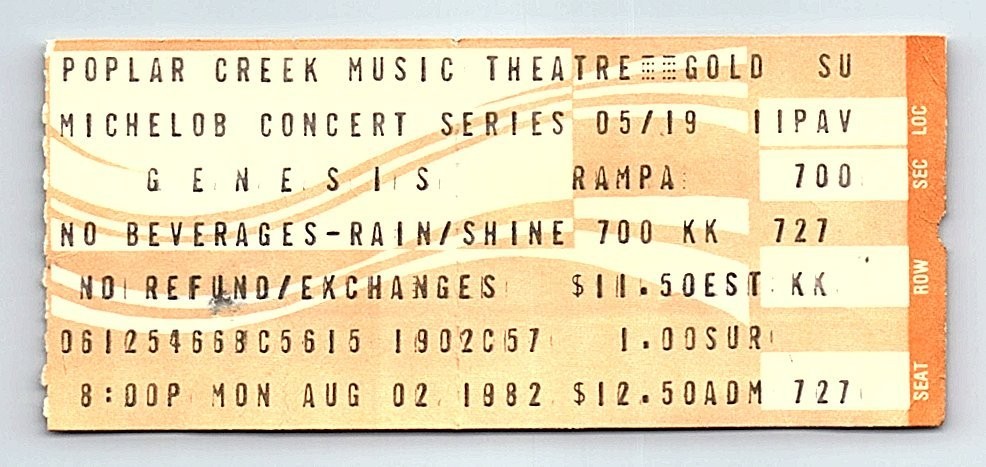 POPLAR CREEK MUSIC THEATRE GOLD SU
MICHELOB CONCERT SERIES 05/19 IIPAV
G E N E S I S RAMPA 700
NO BEVERAGES-RAIN/SHINE 700 KK 727
NO REFUND/EXCHANGES $11.50EST KK
061254668C5615 1902C57 1.00SUR
8:00P MON AUG 02 1982 $12.50ADM 727
LOC
SEC
ROW
SEAT